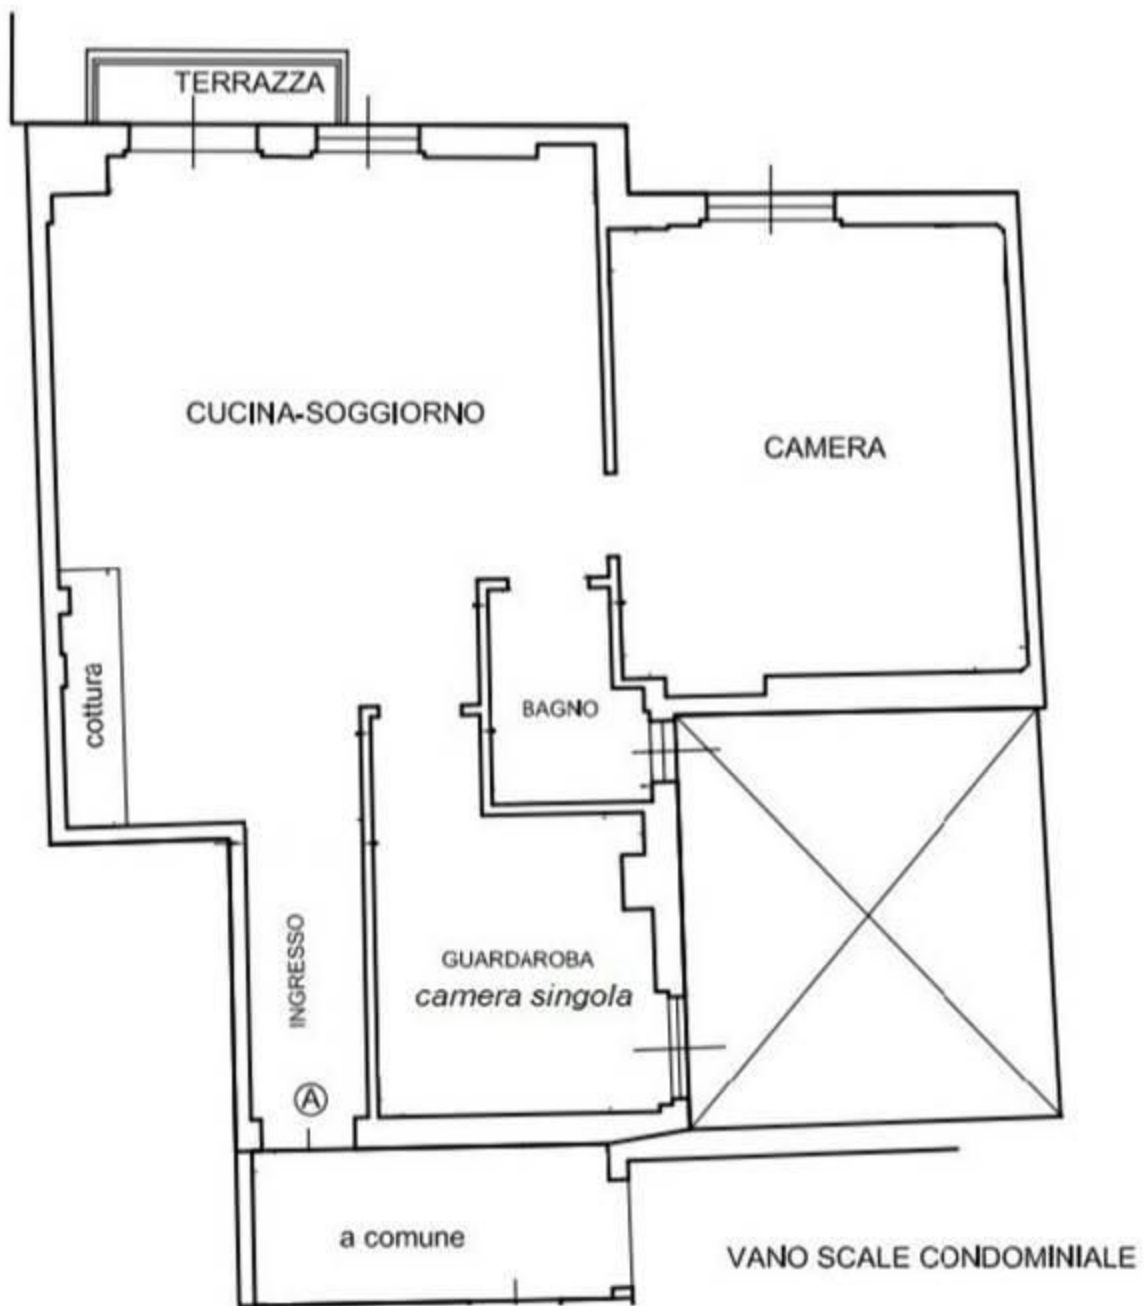 TERRAZZA
CUCINA-SOGGIORNO
CAMERA
cottura
BAGNO
INGRESSO
GUARDAROBA
camera singola
A
a comune
VANO SCALE CONDOMINIALE